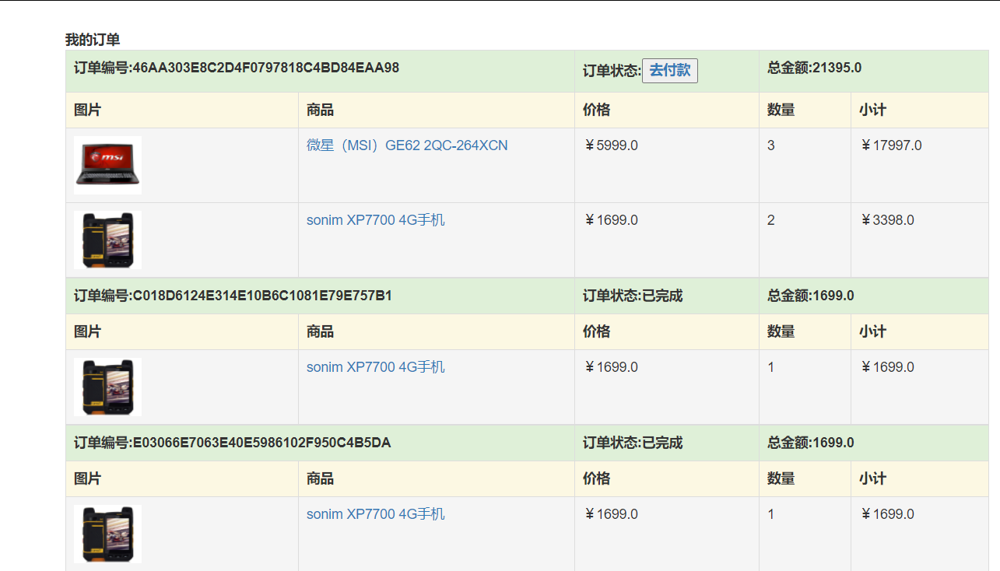 我的订单
订单编号:46AA303E8C2D4F0797818C4BD84EAA98 订单状态:去付款 总金额:21395.0
图片 商品 价格 数量 小计
msi
微星（MSI）GE62 2QC-264XCN ￥5999.0 3 ￥17997.0
sonim XP7700 4G手机 ￥1699.0 2 ￥3398.0
订单编号:C018D6124E314E10B6C1081E79E757B1 订单状态:已完成 总金额:1699.0
图片 商品 价格 数量 小计
sonim XP7700 4G手机 ￥1699.0 1 ￥1699.0
订单编号:E03066E7063E40E5986102F950C4B5DA 订单状态:已完成 总金额:1699.0
图片 商品 价格 数量 小计
sonim XP7700 4G手机 ￥1699.0 1 ￥1699.0